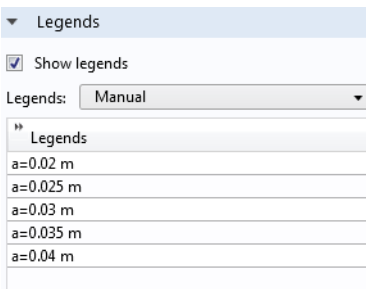 Legends
Show legends
Legends: Manual
Legends
a=0.02 m
a=0.025 m
a=0.03 m
a=0.035 m
a=0.04 m